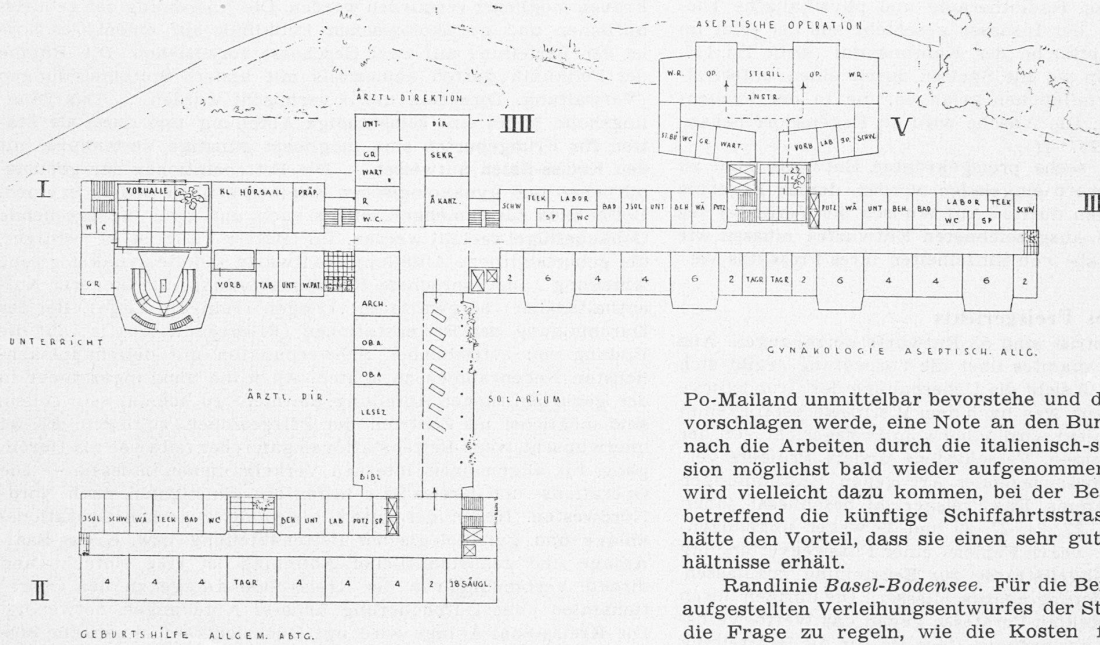 ASEPTISCHE OPERATION
W.R. OP. STERIL. OP. WR.
INSTR.
ÄRZTL. DIREKTION
IIII
V
UNT. DIR.
GR SEKR.
WART
R. Ä. KANZ.
W.C.
ST.BÜ WC GR. WART. VORB LAB SP. SCHW.
I
VORHALLE KL. HÖRSAAL PRÄP.
W C
GR.
VORB. TAB UNT. W.PAT.
UNTERRICHT
SCHW TEEK LABOR BAD ISOL UNT BEH WÄ PUTZ
WC SP
PUTZ WÄ UNT BEH. BAD LABOR TEEK SCHW
WC SP
III
2 6 4 4 6 2 TAGR TAGR 2 6 4 4 6 2
GYNÄKOLOGIE ASEPTISCH. ALLG.
ARCH.
OBA.
OBA
LESEZ.
BIBL
ÄRZTL. DIR.
SOLARIUM
ISOL SCHW WÄ TEEK BAD WC BEH UNT LAB PUTZ SP
II
4 4 4 TAGR 4 4 4 2 18 SÄUGL.
GEBURTSHILFE ALLGEM. ABTG.
Po-Mailand unmittelbar bevorstehe und d
vorschlagen werde, eine Note an den Bun
nach die Arbeiten durch die italienisch-s
sion möglichst bald wieder aufgenommer
wird vielleicht dazu kommen, bei der Be
betreffend die künftige Schiffahrtsstras
hätte den Vorteil, dass sie einen sehr gut
hältnisse erhält.
Randlinie Basel-Bodensee. Für die Be
aufgestellten Verleihungsentwurfes der St
die Frage zu regeln, wie die Kosten f